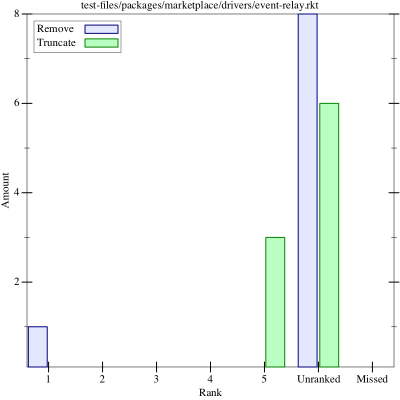 test-files/packages/marketplace/drivers/event-relay.rkt
Remove
Truncate
8
6
4
2
Amount
1 2 3 4 5 Unranked Missed
Rank